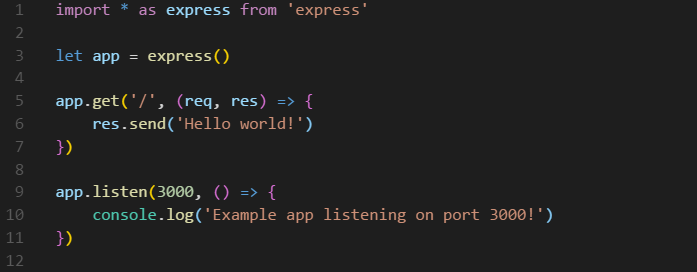 1 import * as express from 'express'
2
3 let app = express()
4
5 app.get('/', (req, res) => {
6     res.send('Hello world!')
7 })
8
9 app.listen(3000, () => {
10     console.log('Example app listening on port 3000!')
11 })
12